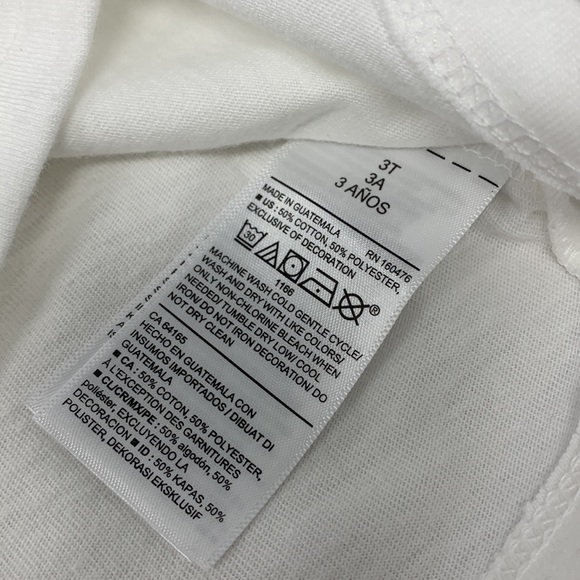 3T
3A
3 AÑOS
MADE IN GUATEMALA RN 160476
■ US : 50% COTTON, 50% POLYESTER,
EXCLUSIVE OF DECORATION
30 ®
1166
MACHINE WASH COLD GENTLE CYCLE/
WASH AND DRY WITH LIKE COLORS/
ONLY NON-CHLORINE BLEACH WHEN
NEEDED/ TUMBLE DRY LOW/ COOL
IRON/ DO NOT IRON DECORATION/ DO
NOT DRY CLEAN
CA 64165
HECHO EN GUATEMALA CON
INSUMOS IMPORTADOS / DIBUAT DI
GUATEMALA
■ CA : 50% COTON, 50% POLYESTER,
À L'EXCEPTION DES GARNITURES
■ CL/CR/MX/PE : 50% algodón, 50%
poliéster, EXCLUYENDO LA
DECORACION ■ ID : 50% KAPAS, 50%
POLISTER, DEKORASI EKSKLUSIF